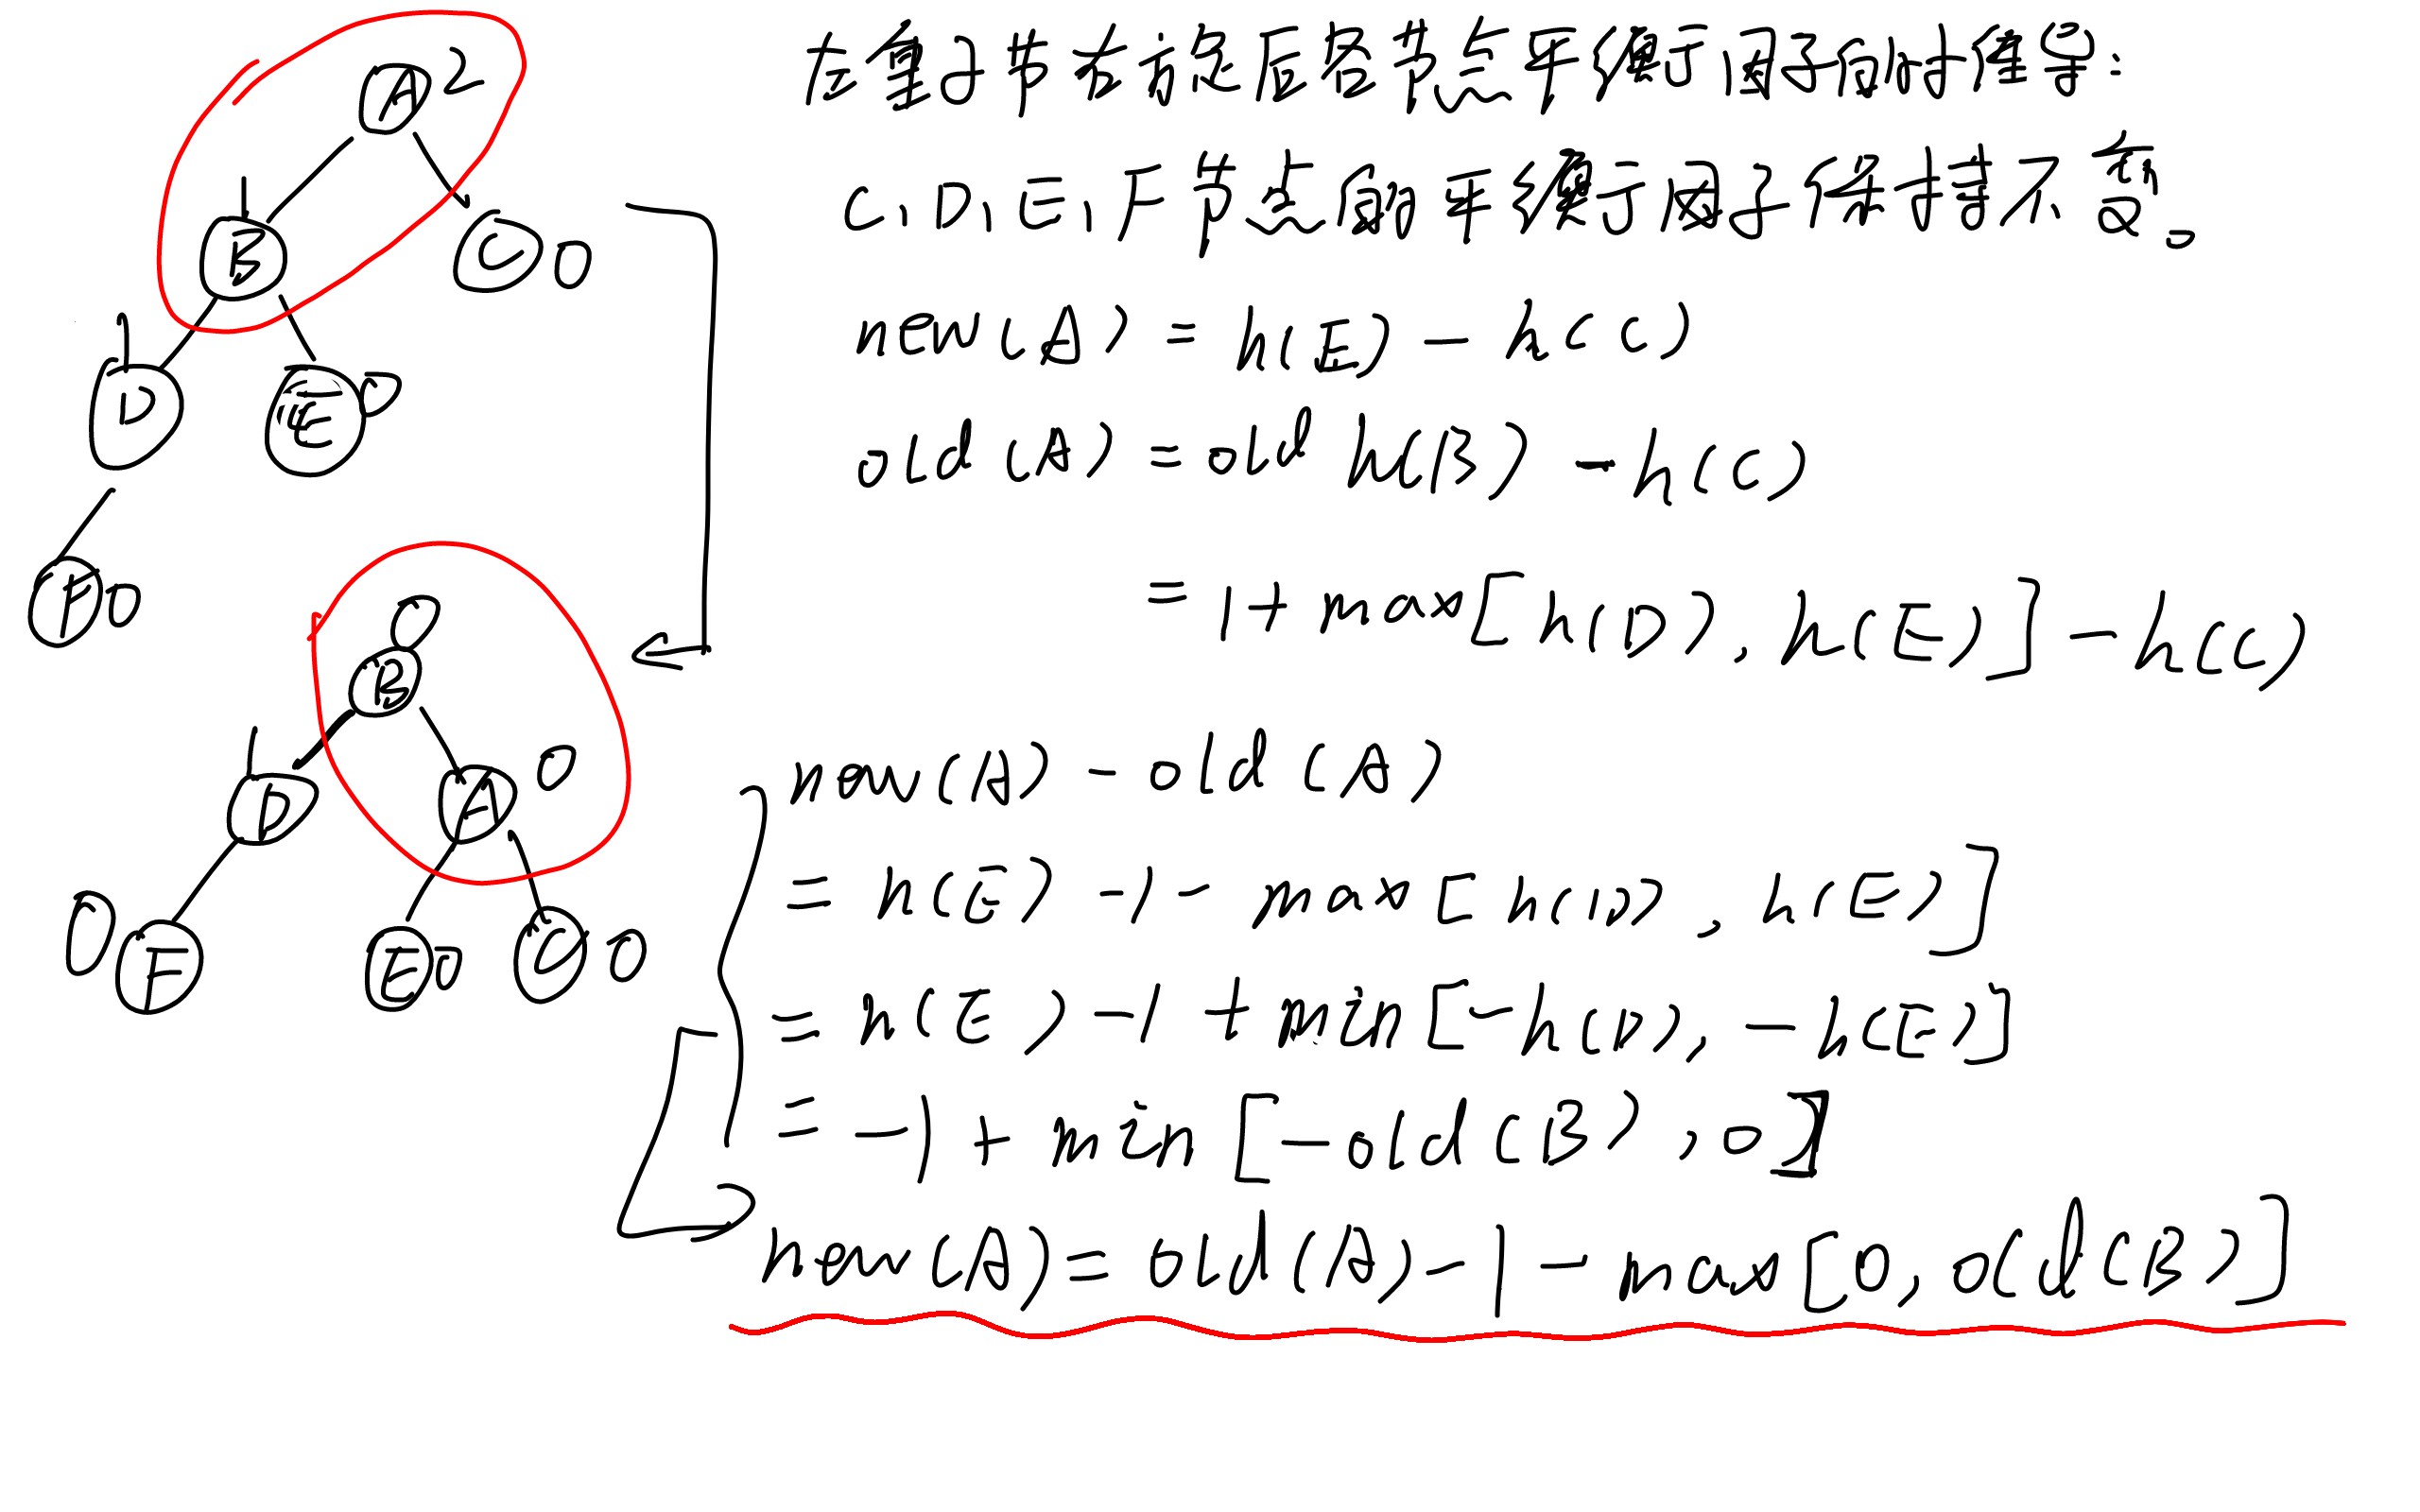 右重子节右旋后各节点平衡因子的推导：
C、D、E、F节点的平衡因子保持不变。
new(A) = h(E) - h(C)
old(A) = old h(B) - h(C)
= 1 + max[h(D), h(E)] - h(C)
new(A) - old(A)
= h(E) - 1 - max[h(D), h(E)]
= h(E) - 1 + min[-h(D), -h(E)]
= -1 + min[-old(B), 0]
new(A) = old(A) - 1 - max[0, old(B)]
A 2
1
B
C 0
1
D
E 0
F 0
0
B
1
D
A 0
0
F
E 0
C 0